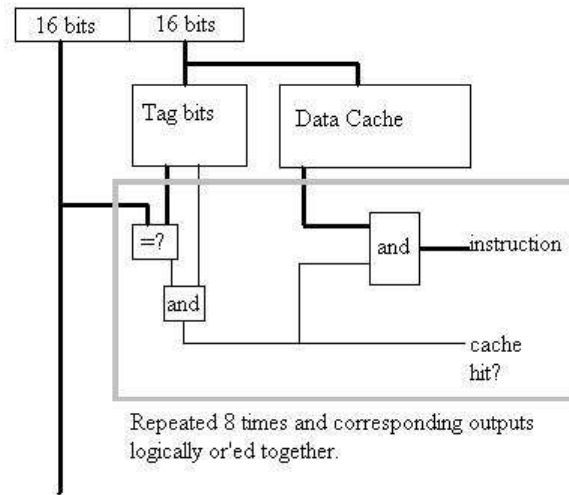 16 bits
16 bits
Tag bits
Data Cache
=?
and
instruction
and
cache
hit?
Repeated 8 times and corresponding outputs
logically or'ed together.